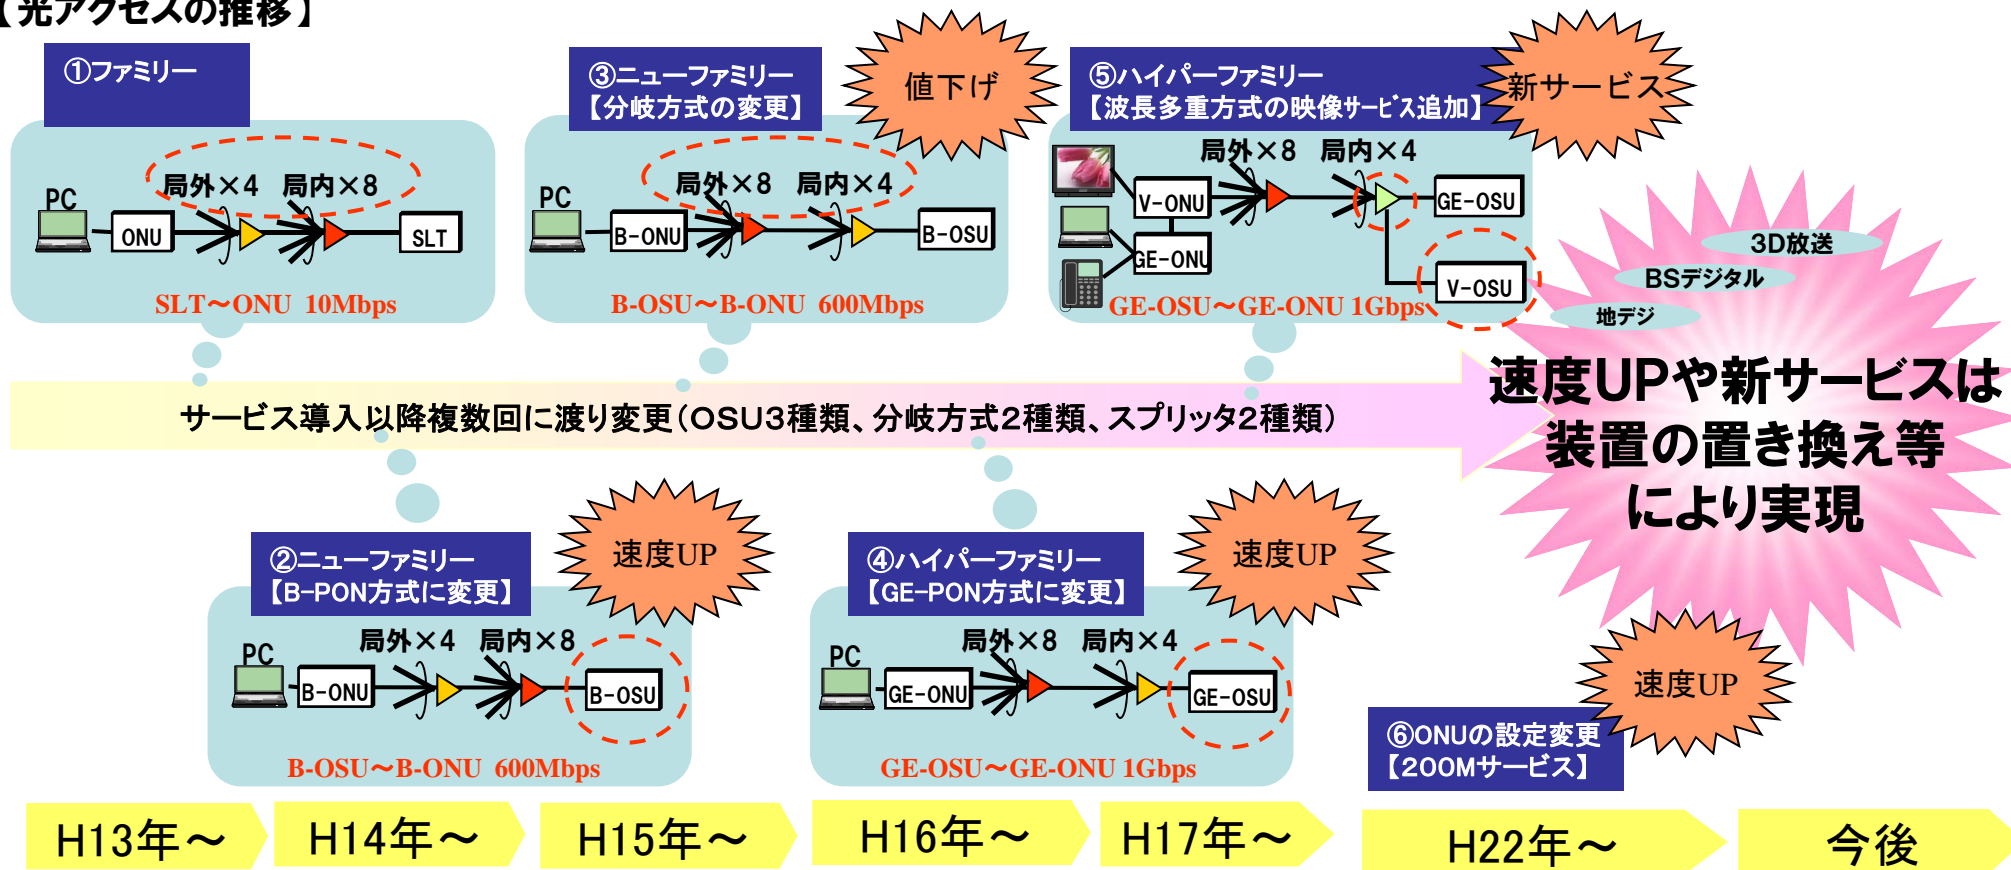 【光アクセスの推移】
①ファミリー
局外×4 局内×8
PC
ONU
SLT
SLT～ONU 10Mbps
③ニューファミリー
【分岐方式の変更】
値下げ
局外×8 局内×4
PC
B-ONU
B-OSU
B-OSU～B-ONU 600Mbps
⑤ハイパーファミリー
【波長多重方式の映像サービス追加】
新サービス
局外×8 局内×4
V-ONU
GE-OSU
GE-ONU
V-OSU
GE-OSU～GE-ONU 1Gbps
3D放送
BSデジタル
地デジ
速度UPや新サービスは
装置の置き換え等
により実現
サービス導入以降複数回に渡り変更(OSU3種類、分岐方式2種類、スプリッタ2種類)
②ニューファミリー
【B-PON方式に変更】
速度UP
局外×4 局内×8
PC
B-ONU
B-OSU
B-OSU～B-ONU 600Mbps
④ハイパーファミリー
【GE-PON方式に変更】
速度UP
局外×8 局内×4
PC
GE-ONU
GE-OSU
GE-OSU～GE-ONU 1Gbps
速度UP
⑥ONUの設定変更
【200Mサービス】
H13年～
H14年～
H15年～
H16年～
H17年～
H22年～
今後